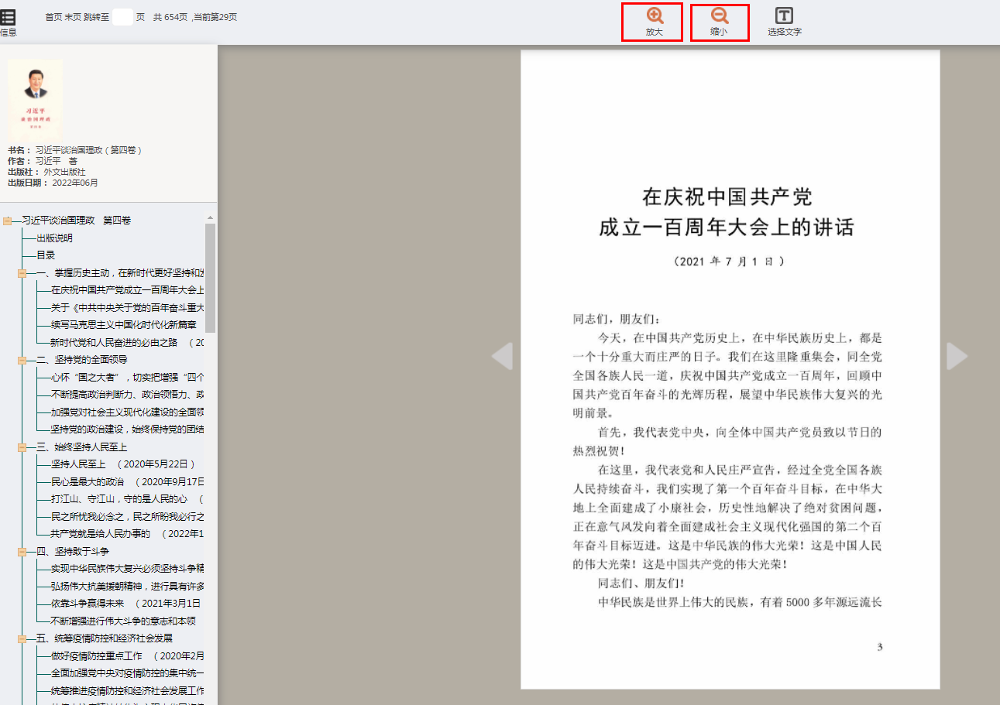 信息
首页 末页 跳转至 页 共 654页 ,当前第29页
放大
缩小
选择文字
习近平
谈治国理政
书名: 习近平谈治国理政(第四卷)
作者: 习近平 著
出版社: 外文出版社
出版日期: 2022年06月
习近平谈治国理政 第四卷
出版说明
目录
一、掌握历史主动,在新时代更好坚持和发
在庆祝中国共产党成立一百周年大会上
关于《中共中央关于党的百年奋斗重大
续写马克思主义中国化时代化新篇章
新时代党和人民奋进的必由之路 (20
二、坚持党的全面领导
心怀“国之大者”,切实把增强“四个
不断提高政治判断力、政治领悟力、政
加强党对社会主义现代化建设的全面领
坚持党的政治建设,始终保持党的团结
三、始终坚持人民至上
坚持人民至上 (2020年5月22日)
民心是最大的政治 (2020年9月17日
打江山、守江山,守的是人民的心 (
民之所忧我必念之,民之所盼我必行之
共产党就是给人民办事的 (2022年1
四、坚持敢于斗争
实现中华民族伟大复兴必须坚持斗争精
弘扬伟大抗美援朝精神,进行具有许多
依靠斗争赢得未来 (2021年3月1日
不断增强进行伟大斗争的意志和本领
五、统筹疫情防控和经济社会发展
做好疫情防控重点工作 (2020年2月
全面加强党中央对疫情防控的集中统一
统筹推进疫情防控和经济社会发展工作
在庆祝中国共产党
成立一百周年大会上的讲话
(2021 年 7 月 1 日)
同志们,朋友们:
今天,在中国共产党历史上,在中华民族历史上,都是
一个十分重大而庄严的日子。我们在这里隆重集会,同全党
全国各族人民一道,庆祝中国共产党成立一百周年,回顾中
国共产党百年奋斗的光辉历程,展望中华民族伟大复兴的光
明前景。
首先,我代表党中央,向全体中国共产党员致以节日的
热烈祝贺!
在这里,我代表党和人民庄严宣告,经过全党全国各族
人民持续奋斗,我们实现了第一个百年奋斗目标,在中华大
地上全面建成了小康社会,历史性地解决了绝对贫困问题,
正在意气风发向着全面建成社会主义现代化强国的第二个百
年奋斗目标迈进。这是中华民族的伟大光荣!这是中国人民
的伟大光荣!这是中国共产党的伟大光荣!
同志们、朋友们!
中华民族是世界上伟大的民族,有着 5000 多年源远流长
3